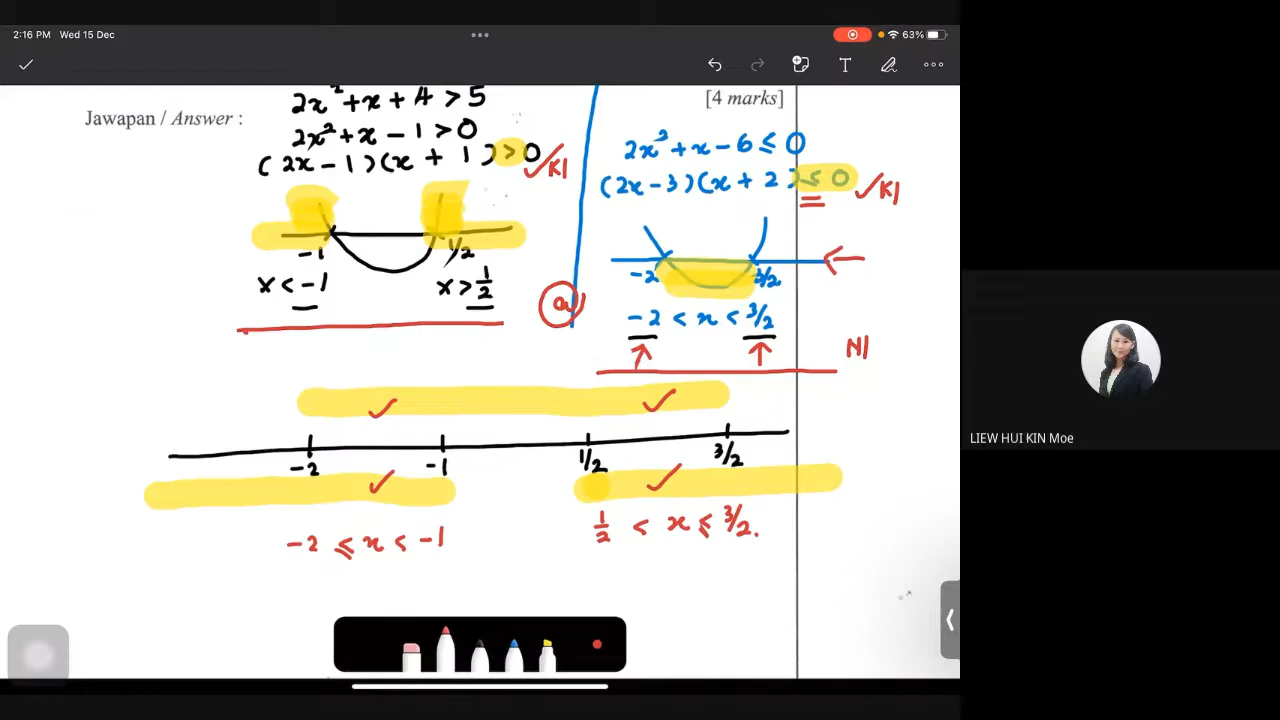 2:16 PM Wed 15 Dec
63%
Jawapan / Answer :
2x² + x + 4 > 5
2x² + x - 1 > 0
(2x - 1)(x + 1) > 0
✓K1
-1
1/2
x < -1
x > 1/2
a)
[4 marks]
2x² + x - 6 ≤ 0
(2x - 3)(x + 2) ≤ 0
✓K1
-2
3/2
-2 < x < 3/2
N1
✓ ✓
-2 -1 1/2 3/2
✓ ✓
-2 ≤ x < -1
1/2 < x ≤ 3/2.
LIEW HUI KIN Moe